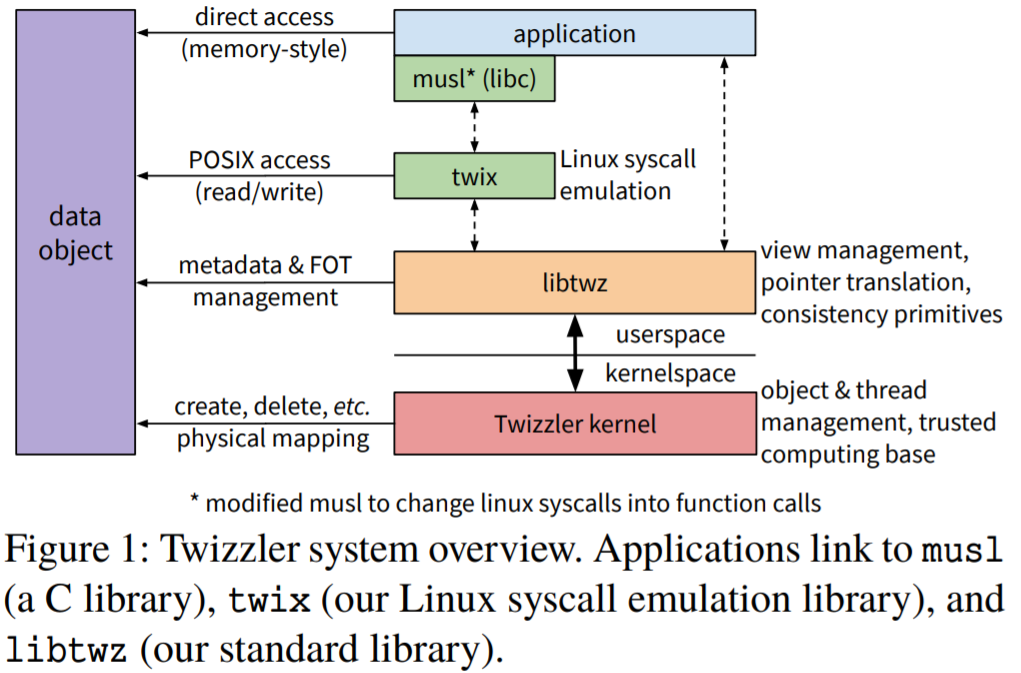 direct access
(memory-style)
application
musl* (libc)
POSIX access
(read/write)
twix
Linux syscall
emulation
data
object
metadata & FOT
management
libtwz
view management,
pointer translation,
consistency primitives
userspace
kernelspace
create, delete, etc.
physical mapping
Twizzler kernel
object & thread
management, trusted
computing base
* modified musl to change linux syscalls into function calls
Figure 1: Twizzler system overview. Applications link to musl
(a C library), twix (our Linux syscall emulation library), and
libtwz (our standard library).